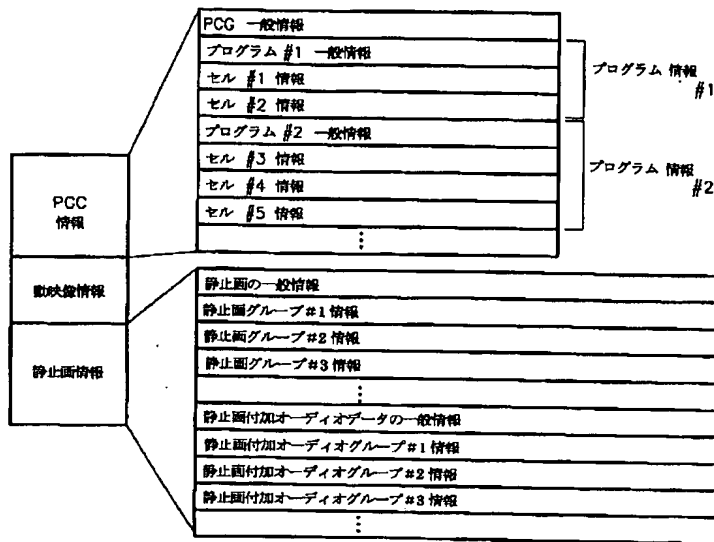 PCG 一般情報
プログラム #1 一般情報
セル #1 情報
セル #2 情報
プログラム #2 一般情報
セル #3 情報
セル #4 情報
セル #5 情報
プログラム 情報
#1
プログラム 情報
#2
PCC
情報
動映像情報
静止画情報
静止画の一般情報
静止画グループ#1 情報
静止画グループ#2 情報
静止画グループ#3 情報
静止画付加オーディオデータの一般情報
静止画付加オーディオグループ#1 情報
静止画付加オーディオグループ#2 情報
静止画付加オーディオグループ#3 情報